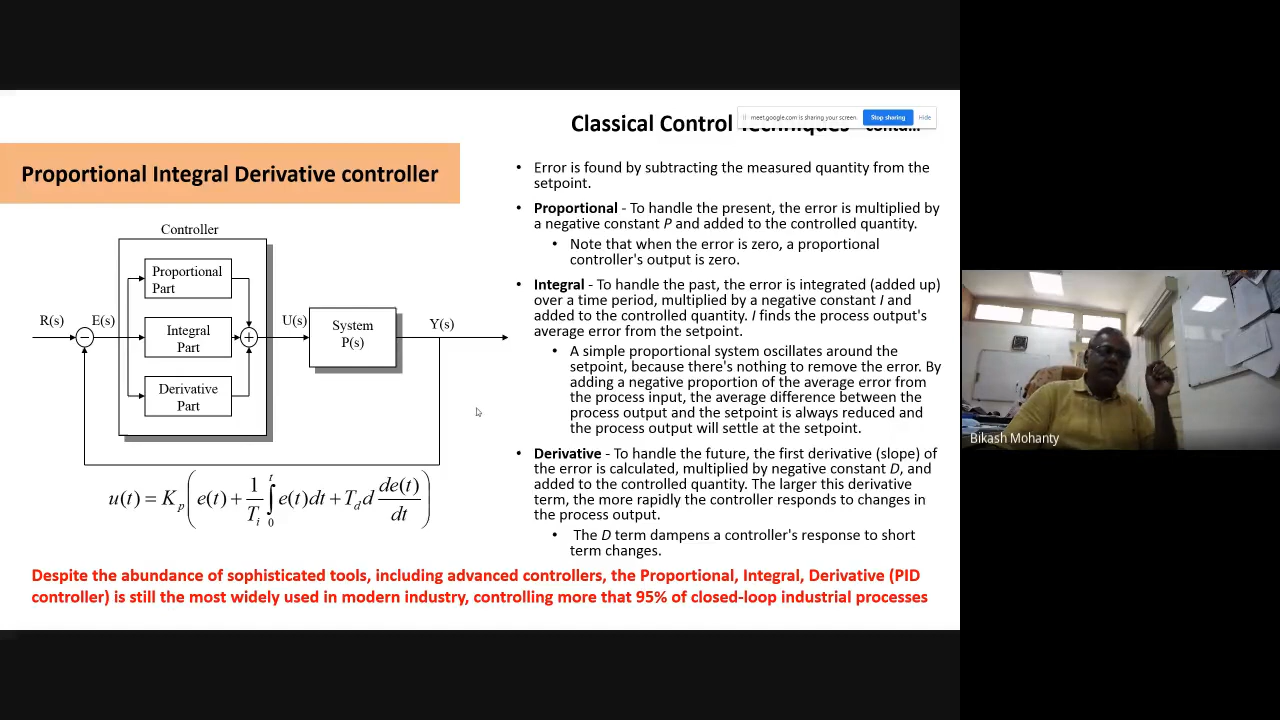 Classical Control Techniques - contd…
meet.google.com is sharing your screen.
Stop sharing
Hide
Proportional Integral Derivative controller
Controller
Proportional
Part
Integral
Part
Derivative
Part
R(s)
E(s)
−
+
U(s)
System
P(s)
Y(s)
u(t) = K_p ( e(t) + 1/T_i ∫_0^t e(t)dt + T_d d de(t)/dt )
• Error is found by subtracting the measured quantity from the
setpoint.
• Proportional - To handle the present, the error is multiplied by
a negative constant P and added to the controlled quantity.
• Note that when the error is zero, a proportional
controller's output is zero.
• Integral - To handle the past, the error is integrated (added up)
over a time period, multiplied by a negative constant I and
added to the controlled quantity. I finds the process output's
average error from the setpoint.
• A simple proportional system oscillates around the
setpoint, because there's nothing to remove the error. By
adding a negative proportion of the average error from
the process input, the average difference between the
process output and the setpoint is always reduced and
the process output will settle at the setpoint.
• Derivative - To handle the future, the first derivative (slope) of
the error is calculated, multiplied by negative constant D, and
added to the controlled quantity. The larger this derivative
term, the more rapidly the controller responds to changes in
the process output.
• The D term dampens a controller's response to short
term changes.
Despite the abundance of sophisticated tools, including advanced controllers, the Proportional, Integral, Derivative (PID
controller) is still the most widely used in modern industry, controlling more that 95% of closed-loop industrial processes
Bikash Mohanty